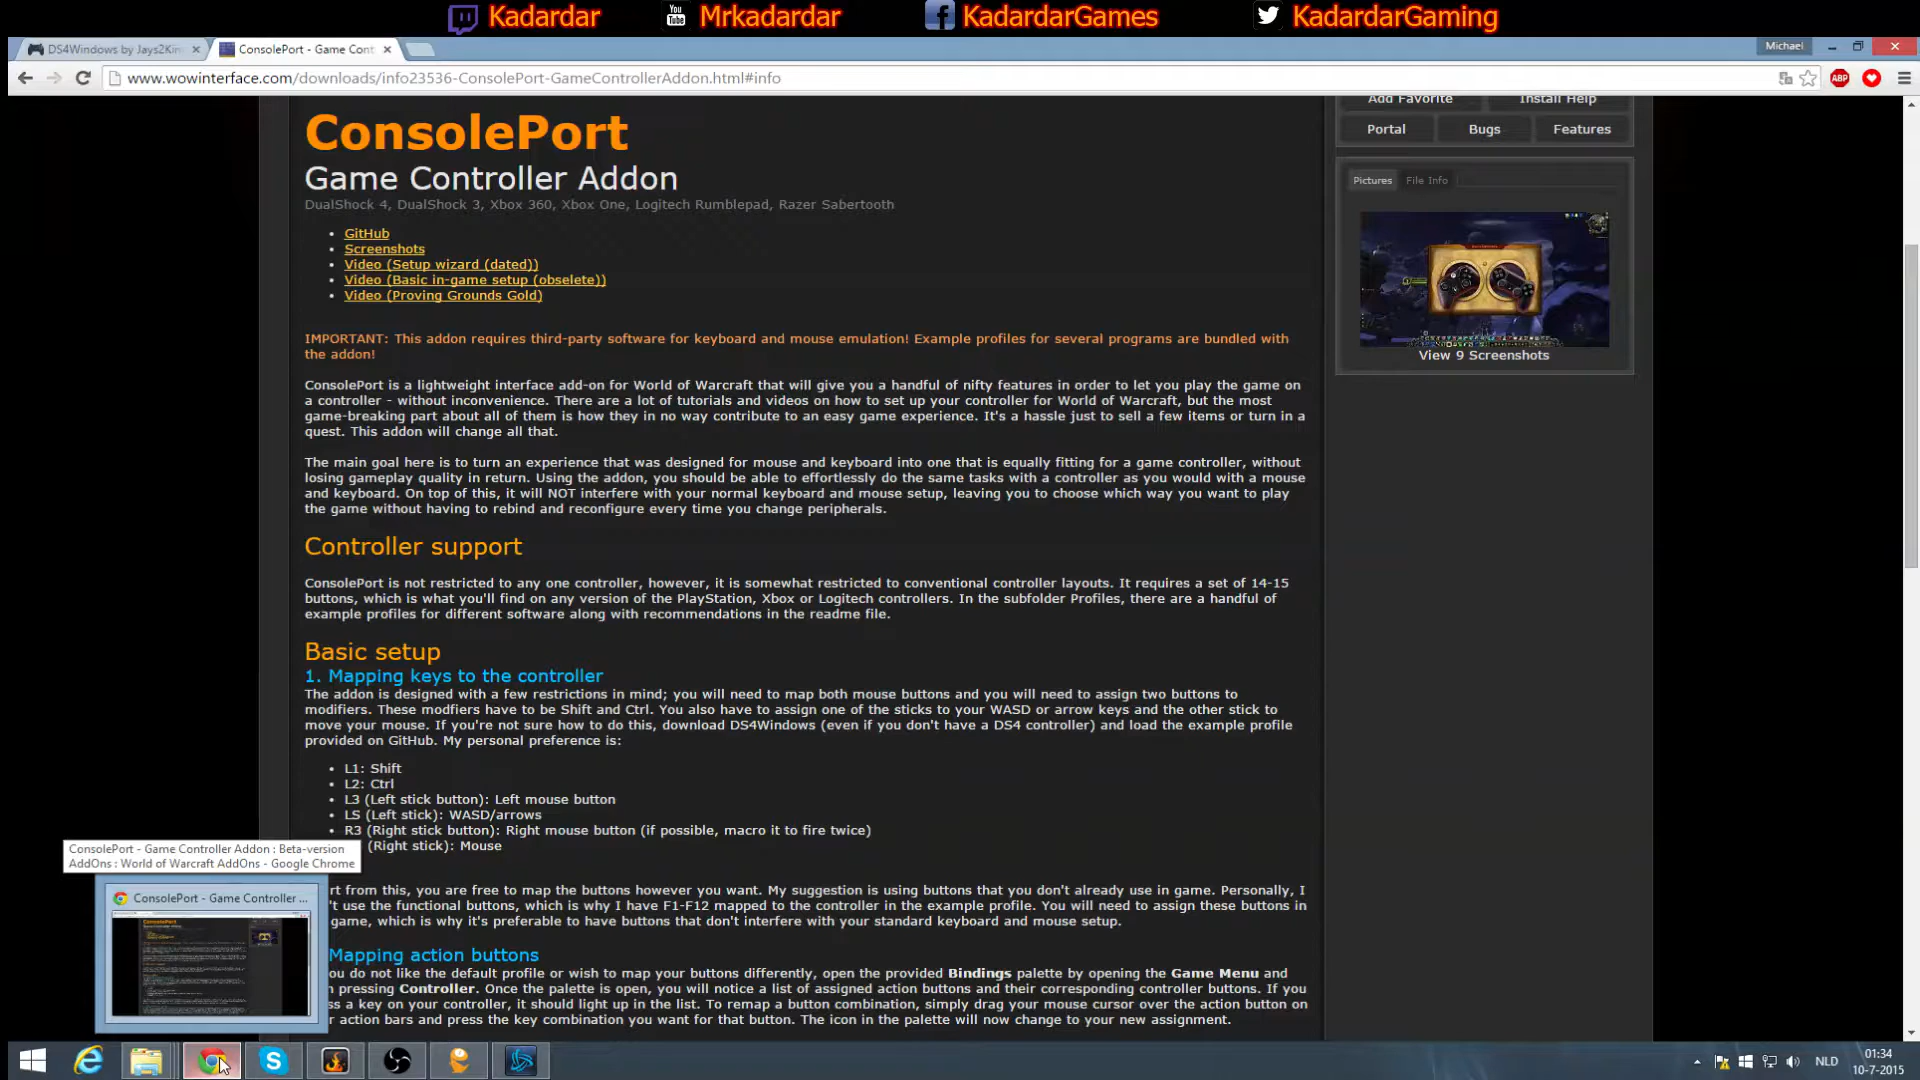 Kadardar
You Tube
Mrkadardar
KadardarGames
KadardarGaming
DS4Windows by Jays2Kin
ConsolePort - Game Cont
Michael
www.wowinterface.com/downloads/info23536-ConsolePort-GameControllerAddon.html#info
ABP
ConsolePort
Game Controller Addon
DualShock 4, DualShock 3, Xbox 360, Xbox One, Logitech Rumblepad, Razer Sabertooth
GitHub
Screenshots
Video (Setup wizard (dated))
Video (Basic in-game setup (obselete))
Video (Proving Grounds Gold)
IMPORTANT: This addon requires third-party software for keyboard and mouse emulation! Example profiles for several programs are bundled with
the addon!
ConsolePort is a lightweight interface add-on for World of Warcraft that will give you a handful of nifty features in order to let you play the game on
a controller - without inconvenience. There are a lot of tutorials and videos on how to set up your controller for World of Warcraft, but the most
game-breaking part about all of them is how they in no way contribute to an easy game experience. It's a hassle just to sell a few items or turn in a
quest. This addon will change all that.
The main goal here is to turn an experience that was designed for mouse and keyboard into one that is equally fitting for a game controller, without
losing gameplay quality in return. Using the addon, you should be able to effortlessly do the same tasks with a controller as you would with a mouse
and keyboard. On top of this, it will NOT interfere with your normal keyboard and mouse setup, leaving you to choose which way you want to play
the game without having to rebind and reconfigure every time you change peripherals.
Controller support
ConsolePort is not restricted to any one controller, however, it is somewhat restricted to conventional controller layouts. It requires a set of 14-15
buttons, which is what you'll find on any version of the PlayStation, Xbox or Logitech controllers. In the subfolder Profiles, there are a handful of
example profiles for different software along with recommendations in the readme file.
Basic setup
1. Mapping keys to the controller
The addon is designed with a few restrictions in mind; you will need to map both mouse buttons and you will need to assign two buttons to
modifiers. These modfiers have to be Shift and Ctrl. You also have to assign one of the sticks to your WASD or arrow keys and the other stick to
move your mouse. If you're not sure how to do this, download DS4Windows (even if you don't have a DS4 controller) and load the example profile
provided on GitHub. My personal preference is:
L1: Shift
L2: Ctrl
L3 (Left stick button): Left mouse button
LS (Left stick): WASD/arrows
R3 (Right stick button): Right mouse button (if possible, macro it to fire twice)
(Right stick): Mouse
rt from this, you are free to map the buttons however you want. My suggestion is using buttons that you don't already use in game. Personally, I
't use the functional buttons, which is why I have F1-F12 mapped to the controller in the example profile. You will need to assign these buttons in
game, which is why it's preferable to have buttons that don't interfere with your standard keyboard and mouse setup.
Mapping action buttons
ou do not like the default profile or wish to map your buttons differently, open the provided Bindings palette by opening the Game Menu and
pressing Controller. Once the palette is open, you will notice a list of assigned action buttons and their corresponding controller buttons. If you
ss a key on your controller, it should light up in the list. To remap a button combination, simply drag your mouse cursor over the action button on
r action bars and press the key combination you want for that button. The icon in the palette will now change to your new assignment.
Add Favorite
Install Help
Portal
Bugs
Features
Pictures
File Info
View 9 Screenshots
ConsolePort - Game Controller Addon : Beta-version
AddOns : World of Warcraft AddOns - Google Chrome
ConsolePort - Game Controller ...
NLD
01:34
10-7-2015